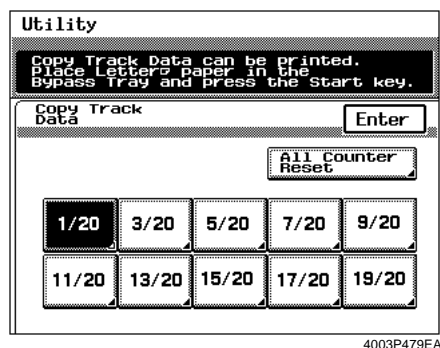 Utility
Copy Track Data can be printed.
Place Letter paper in the
Bypass Tray and press the Start key.
Copy Track
Data
Enter
All Counter
Reset
1/20 3/20 5/20 7/20 9/20
11/20 13/20 15/20 17/20 19/20
4003P479EA